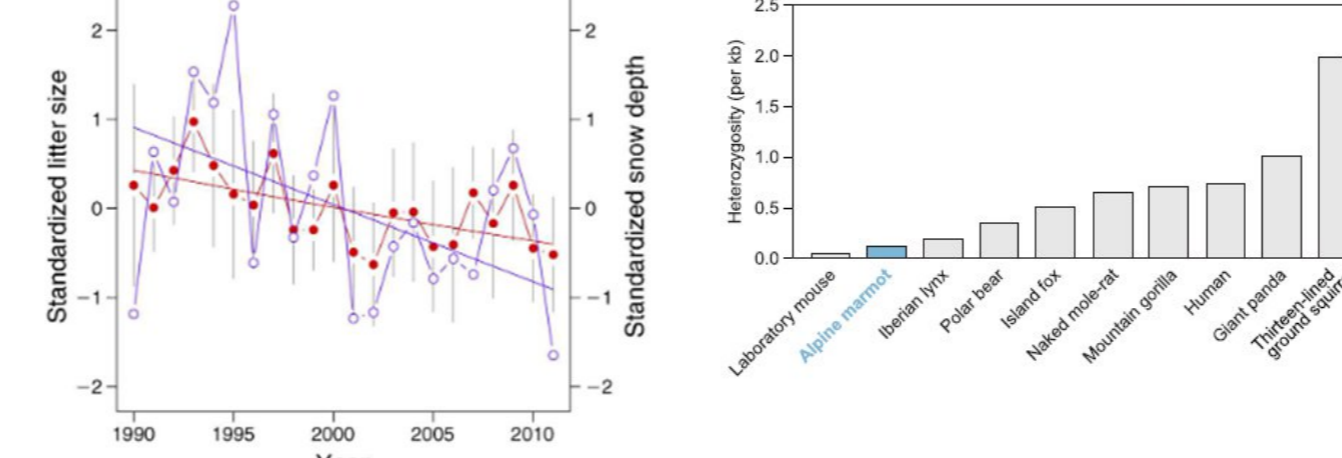 Standardized litter size
2
1
0
−1
−2
2
1
0
−1
−2
Standardized snow depth
1990
1995
2000
2005
2010
Heterozygosity (per kb)
2.5
2.0
1.5
1.0
0.5
0.0
Laboratory mouse
Alpine marmot
Iberian lynx
Polar bear
Island fox
Naked mole-rat
Mountain gorilla
Human
Giant panda
Thirteen-lined
ground